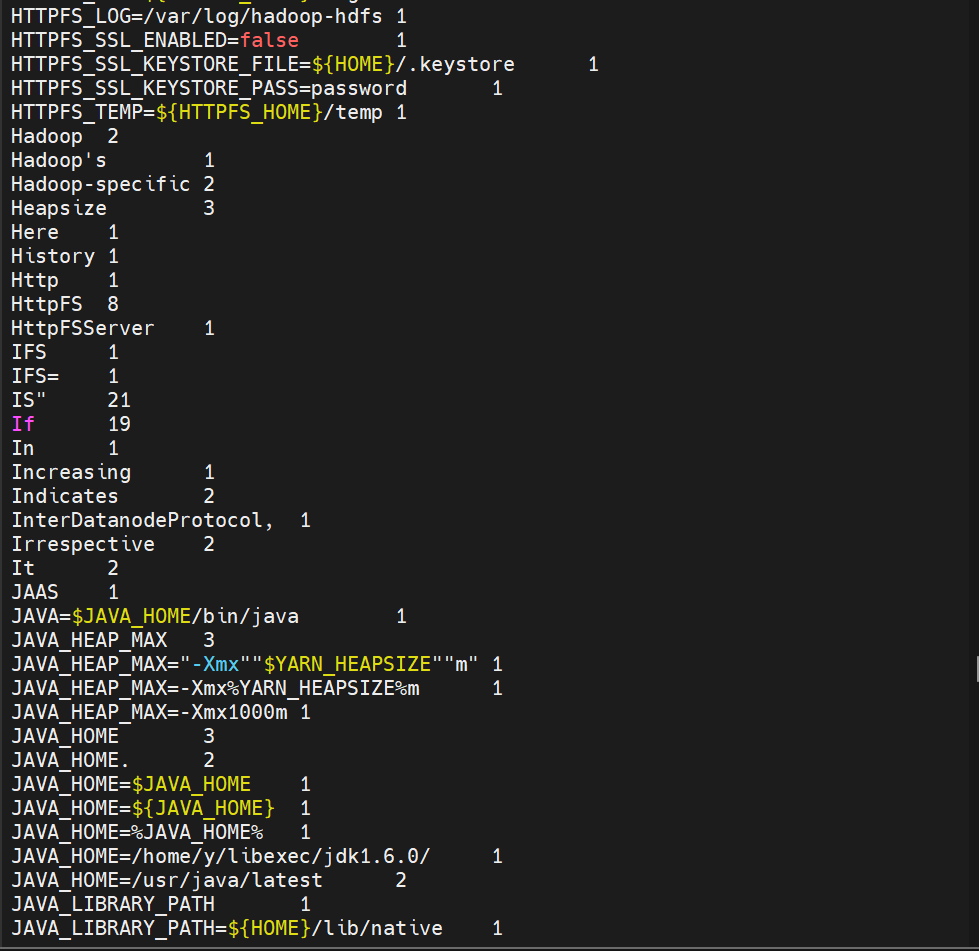 HTTPFS_LOG=/var/log/hadoop-hdfs 1
HTTPFS_SSL_ENABLED=false 1
HTTPFS_SSL_KEYSTORE_FILE=${HOME}/.keystore 1
HTTPFS_SSL_KEYSTORE_PASS=password 1
HTTPFS_TEMP=${HTTPFS_HOME}/temp 1
Hadoop 2
Hadoop's 1
Hadoop-specific 2
Heapsize 3
Here 1
History 1
Http 1
HttpFS 8
HttpFSServer 1
IFS 1
IFS= 1
IS" 21
If 19
In 1
Increasing 1
Indicates 2
InterDatanodeProtocol, 1
Irrespective 2
It 2
JAAS 1
JAVA=$JAVA_HOME/bin/java 1
JAVA_HEAP_MAX 3
JAVA_HEAP_MAX="-Xmx""$YARN_HEAPSIZE""m" 1
JAVA_HEAP_MAX=-Xmx%YARN_HEAPSIZE%m 1
JAVA_HEAP_MAX=-Xmx1000m 1
JAVA_HOME 3
JAVA_HOME. 2
JAVA_HOME=$JAVA_HOME 1
JAVA_HOME=${JAVA_HOME} 1
JAVA_HOME=%JAVA_HOME% 1
JAVA_HOME=/home/y/libexec/jdk1.6.0/ 1
JAVA_HOME=/usr/java/latest 2
JAVA_LIBRARY_PATH 1
JAVA_LIBRARY_PATH=${HOME}/lib/native 1